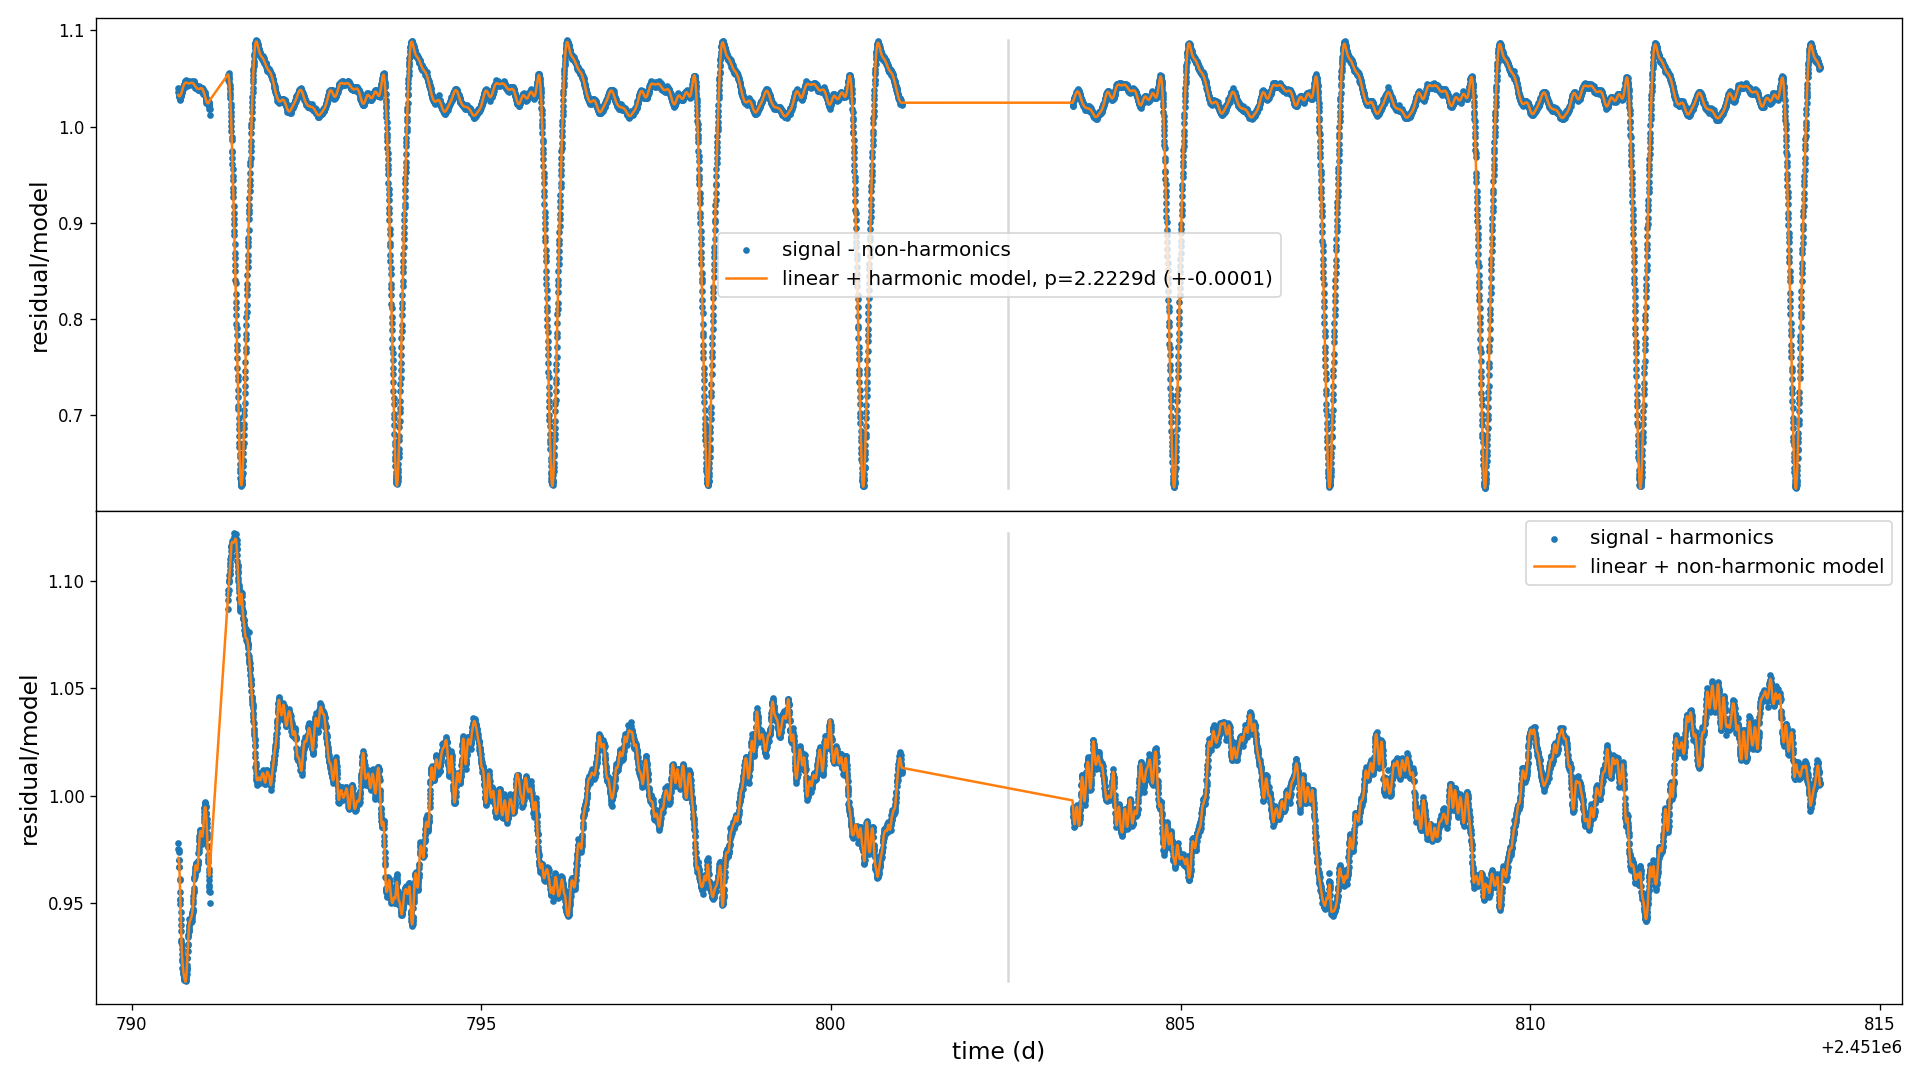 1.1
1.0
0.9
0.8
0.7
residual/model
signal - non-harmonics
linear + harmonic model, p=2.2229d (+-0.0001)
1.10
1.05
1.00
0.95
residual/model
signal - harmonics
linear + non-harmonic model
790
795
800
805
810
815
time (d)
+2.451e6